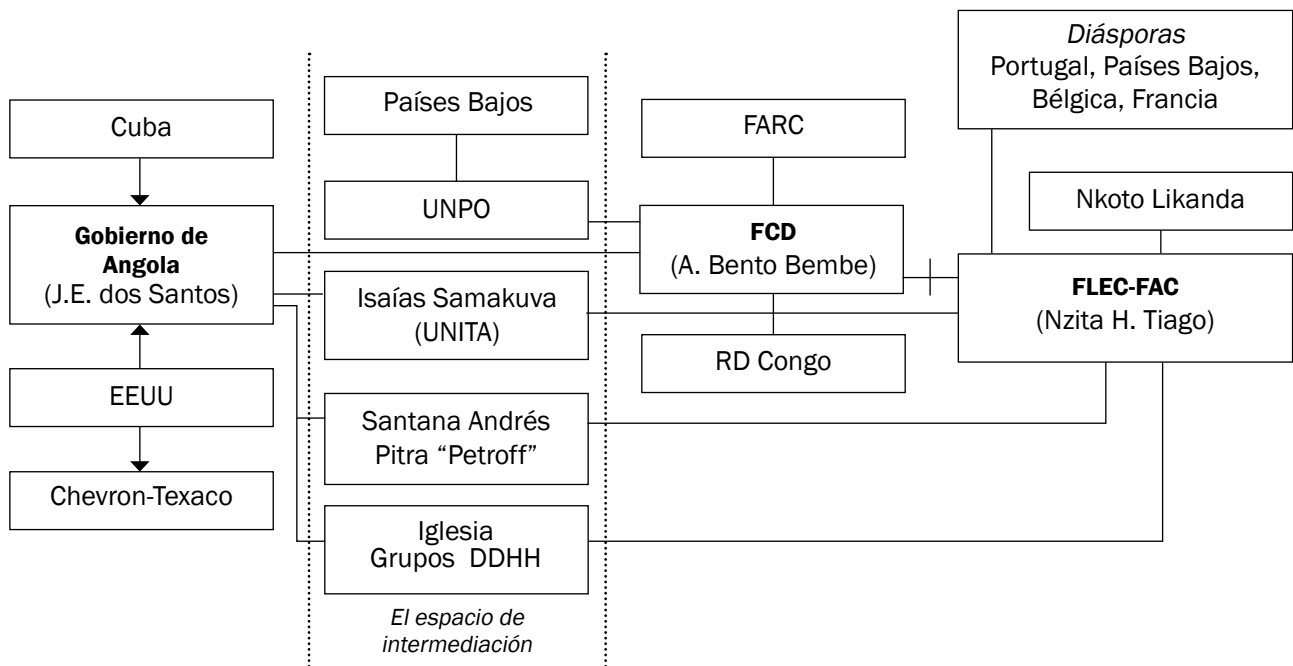 Cuba
Gobierno de
Angola
(J.E. dos Santos)
EEUU
Chevron-Texaco
Países Bajos
UNPO
Isaías Samakuva
(UNITA)
Santana Andrés
Pitra “Petroff”
Iglesia
Grupos DDHH
El espacio de
intermediación
FARC
FCD
(A. Bento Bembe)
RD Congo
Diásporas
Portugal, Países Bajos,
Bélgica, Francia
Nkoto Likanda
FLEC-FAC
(Nzita H. Tiago)